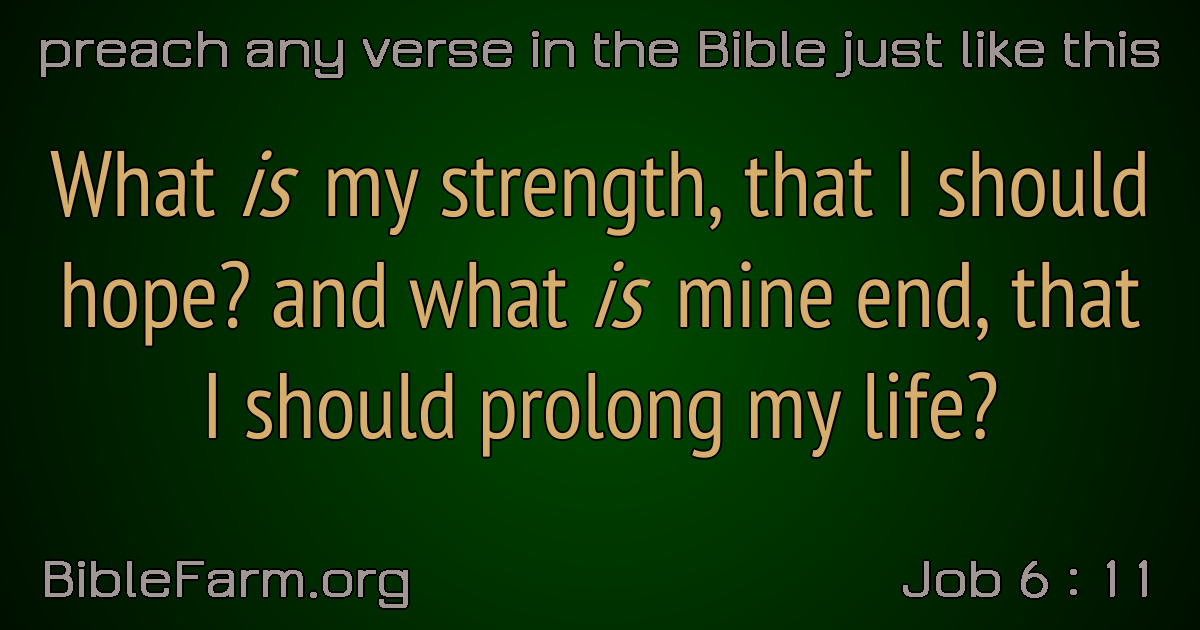 preach any verse in the Bible just like this
What is my strength, that I should
hope? and what is mine end, that
I should prolong my life?
BibleFarm.org
Job 6 : 11